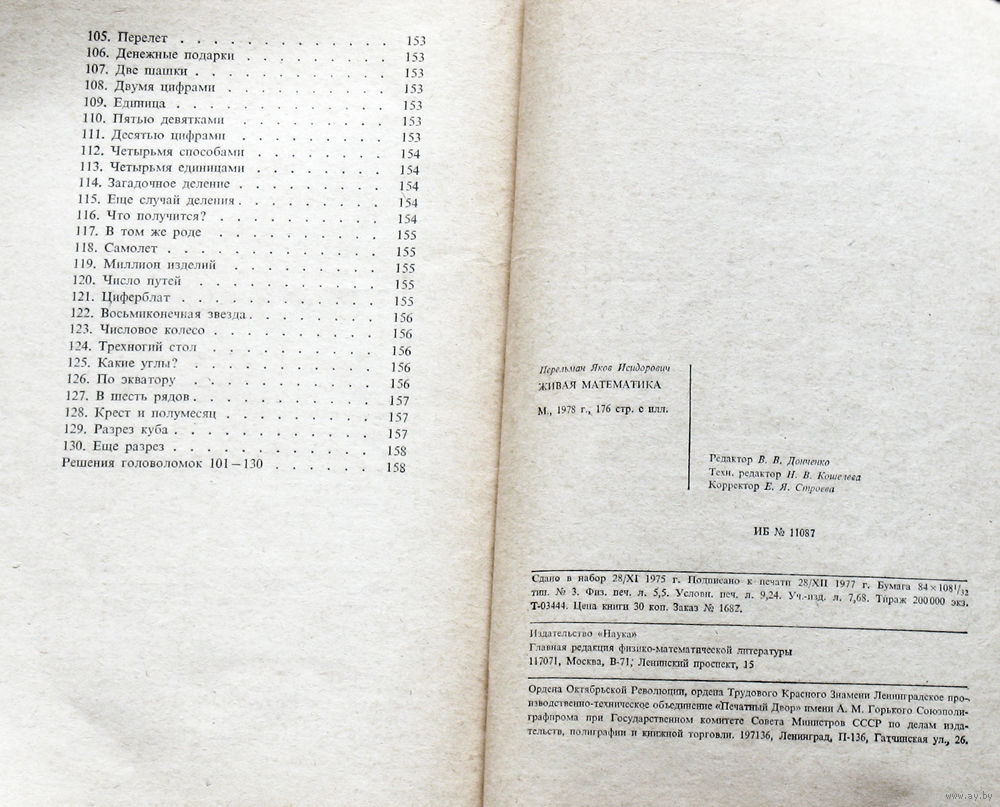 105. Перелет . . . . . . . . . . . . . 153
106. Денежные подарки . . . . . . . . . 153
107. Две шашки . . . . . . . . . . . . 153
108. Двумя цифрами . . . . . . . . . . 153
109. Единица . . . . . . . . . . . . . 153
110. Пятью девятками . . . . . . . . . 153
111. Десятью цифрами . . . . . . . . . 153
112. Четырьмя способами . . . . . . . . 154
113. Четырьмя единицами . . . . . . . . 154
114. Загадочное деление . . . . . . . . 154
115. Еще случай деления . . . . . . . . 154
116. Что получится? . . . . . . . . . . 154
117. В том же роде . . . . . . . . . . 155
118. Самолет . . . . . . . . . . . . . 155
119. Миллион изделий . . . . . . . . . 155
120. Число путей . . . . . . . . . . . 155
121. Циферблат . . . . . . . . . . . . 155
122. Восьмиконечная звезда . . . . . . . 156
123. Числовое колесо . . . . . . . . . 156
124. Трехногий стол . . . . . . . . . . 156
125. Какие углы? . . . . . . . . . . . 156
126. По экватору . . . . . . . . . . . 156
127. В шесть рядов . . . . . . . . . . 157
128. Крест и полумесяц . . . . . . . . . 157
129. Разрез куба . . . . . . . . . . . 157
130. Еще разрез . . . . . . . . . . . . 158
Решения головоломок 101—130 . . . . . . 158
Перельман Яков Исидорович
ЖИВАЯ МАТЕМАТИКА
М., 1978 г., 176 стр. с илл.
Редактор В. В. Донченко
Техн. редактор Н. В. Кошелева
Корректор Е. Я. Строева
ИБ № 11087
Сдано в набор 28/XI 1975 г. Подписано к печати 28/XII 1977 г. Бумага 84×108¹/₃₂
тип. № 3. Физ. печ. л. 5,5. Условн. печ. л. 9,24. Уч.-изд. л. 7,68. Тираж 200 000 экз.
Т-03444. Цена книги 30 коп. Заказ № 1682.
Издательство «Наука»
Главная редакция физико-математической литературы
117071, Москва, В-71, Ленинский проспект, 15
Ордена Октябрьской Революции, ордена Трудового Красного Знамени Ленинградское про-
изводственно-техническое объединение «Печатный Двор» имени А. М. Горького Союзполи-
графпрома при Государственном комитете Совета Министров СССР по делам изда-
тельств, полиграфии и книжной торговли. 197136, Ленинград, П-136, Гатчинская ул., 26.
www.ay.by